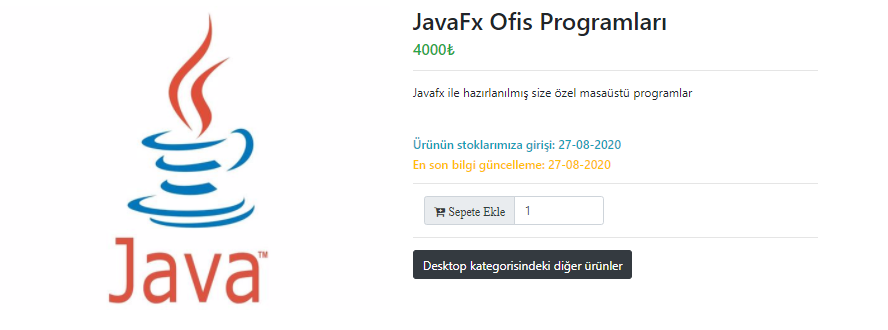 Java™
JavaFx Ofis Programları
4000₺
Javafx ile hazırlanılmış size özel masaüstü programlar
Ürünün stoklarımıza girişi: 27-08-2020
En son bilgi güncelleme: 27-08-2020
Sepete Ekle 1
Desktop kategorisindeki diğer ürünler